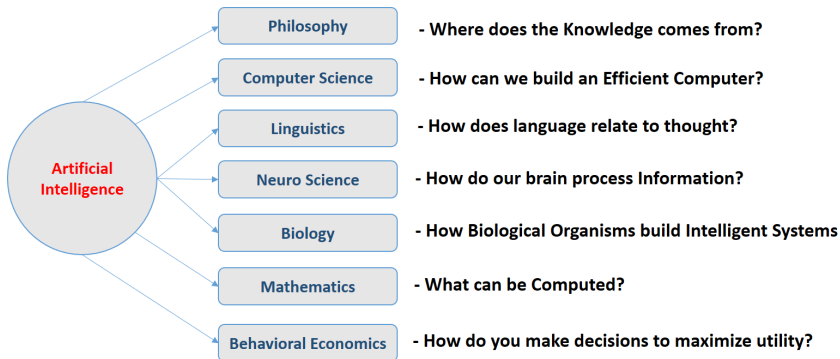 Philosophy - Where does the Knowledge comes from?
Computer Science - How can we build an Efficient Computer?
Linguistics - How does language relate to thought?
Artificial
Intelligence
Neuro Science - How do our brain process Information?
Biology - How Biological Organisms build Intelligent Systems
Mathematics - What can be Computed?
Behavioral Economics - How do you make decisions to maximize utility?